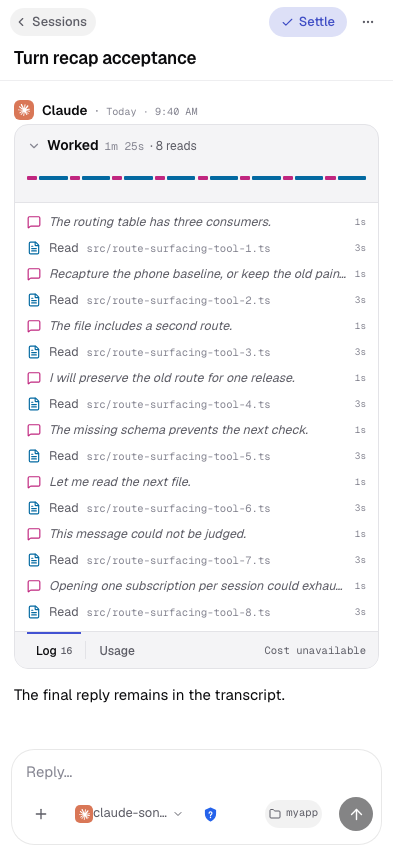 Sessions
Settle
Turn recap acceptance
Claude · Today · 9:40 AM
Worked 1m 25s · 8 reads
The routing table has three consumers. 1s
Read src/route-surfacing-tool-1.ts 3s
Recapture the phone baseline, or keep the old pain... 1s
Read src/route-surfacing-tool-2.ts 3s
The file includes a second route. 1s
Read src/route-surfacing-tool-3.ts 3s
I will preserve the old route for one release. 1s
Read src/route-surfacing-tool-4.ts 3s
The missing schema prevents the next check. 1s
Read src/route-surfacing-tool-5.ts 3s
Let me read the next file. 1s
Read src/route-surfacing-tool-6.ts 3s
This message could not be judged. 1s
Read src/route-surfacing-tool-7.ts 3s
Opening one subscription per session could exhau... 1s
Read src/route-surfacing-tool-8.ts 3s
Log 16 Usage Cost unavailable
The final reply remains in the transcript.
Reply...
claude-son... myapp